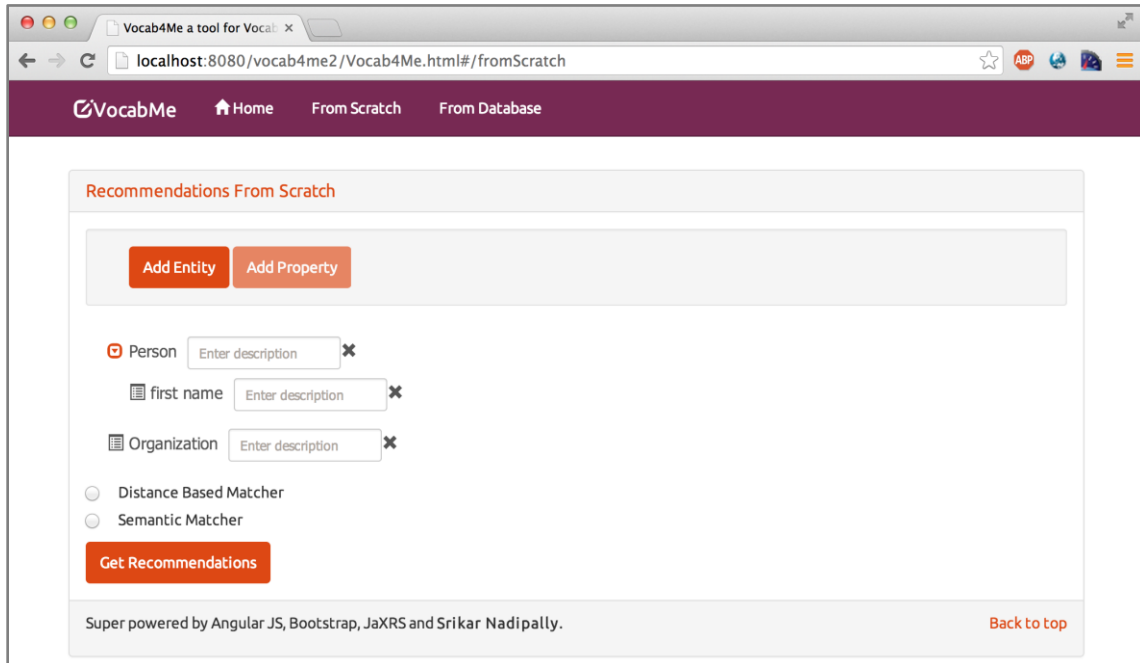 Vocab4Me a tool for Vocab
localhost:8080/vocab4me2/Vocab4Me.html#/fromScratch
ABP
VocabMe Home From Scratch From Database
Recommendations From Scratch
Add Entity Add Property
Person Enter description
first name Enter description
Organization Enter description
Distance Based Matcher
Semantic Matcher
Get Recommendations
Super powered by Angular JS, Bootstrap, JaXRS and Srikar Nadipally. Back to top